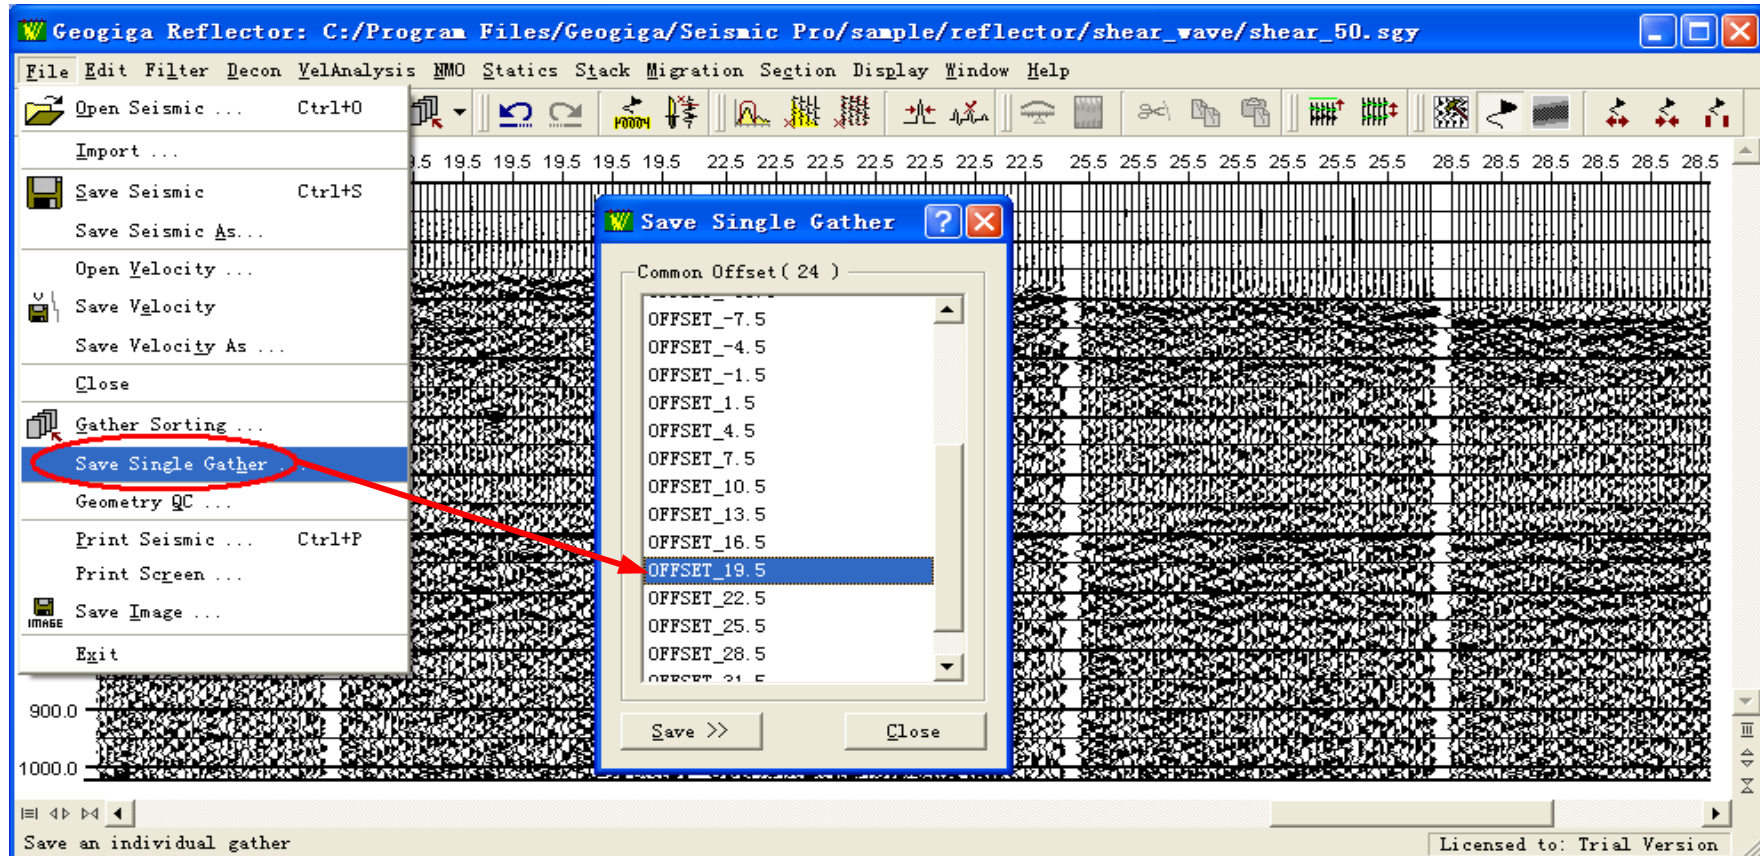 Geogiga Reflector: C:/Program Files/Geogiga/Seismic Pro/sample/reflector/shear_wave/shear_50.sgy
File Edit Filter Decon VelAnalysis NMO Statics Stack Migration Section Display Window Help
Open Seismic ... Ctrl+O
Import ...
Save Seismic Ctrl+S
Save Seismic As...
Open Velocity ...
Save Velocity
Save Velocity As ...
Close
Gather Sorting ...
Save Single Gather ...
Geometry QC ...
Print Seismic ... Ctrl+P
Print Screen ...
IMAGE Save Image ...
Exit
19.5 19.5 19.5 19.5 19.5 22.5 22.5 22.5 22.5 22.5 22.5 22.5 25.5 25.5 25.5 25.5 25.5 25.5 25.5 28.5 28.5 28.5 28.5 28.5 28.5
Save Single Gather
Common Offset( 24 )
OFFSET_-7.5
OFFSET_-4.5
OFFSET_-1.5
OFFSET_1.5
OFFSET_4.5
OFFSET_7.5
OFFSET_10.5
OFFSET_13.5
OFFSET_16.5
OFFSET_19.5
OFFSET_22.5
OFFSET_25.5
OFFSET_28.5
OFFSET_31.5
Save >> Close
900.0
1000.0
Save an individual gather
Licensed to: Trial Version